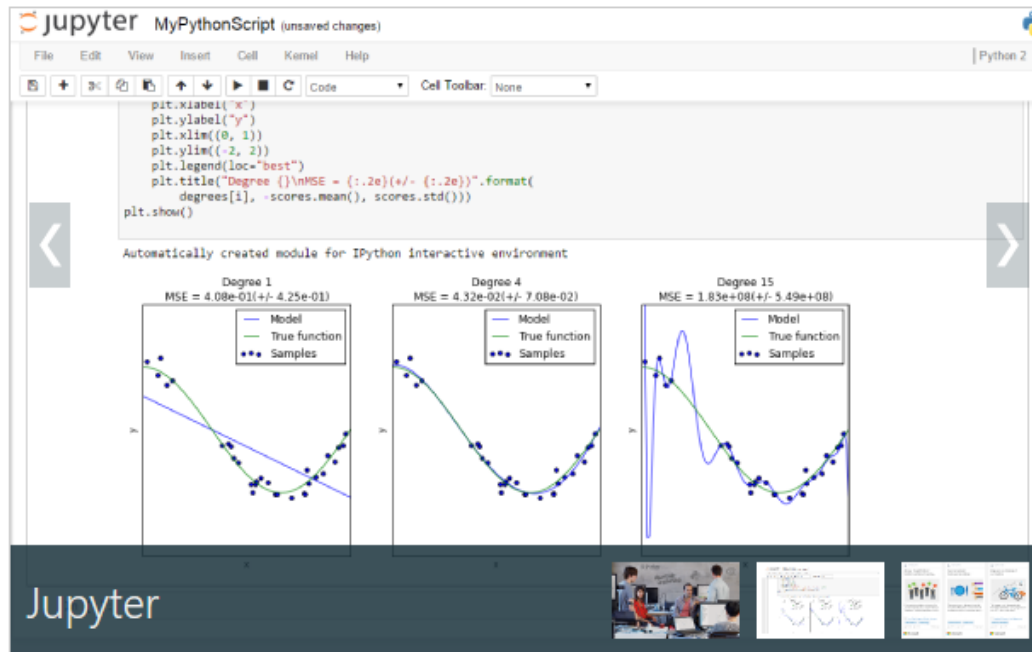 jupyter MyPythonScript (unsaved changes)
File Edit View Insert Cell Kernel Help Python 2
Code Cell Toolbar: None
plt.xlabel("x")
plt.ylabel("y")
plt.xlim((0, 1))
plt.ylim((-2, 2))
plt.legend(loc="best")
plt.title("Degree {}\nMSE = {:.2e}(+/- {:.2e})".format(
degrees[i], -scores.mean(), scores.std()))
plt.show()
Automatically created module for IPython interactive environment
Degree 1
MSE = 4.08e-01(+/- 4.25e-01)
Model
True function
Samples
y
x
Degree 4
MSE = 4.32e-02(+/- 7.08e-02)
Model
True function
Samples
y
x
Degree 15
MSE = 1.83e+08(+/- 5.49e+08)
Model
True function
Samples
y
Jupyter